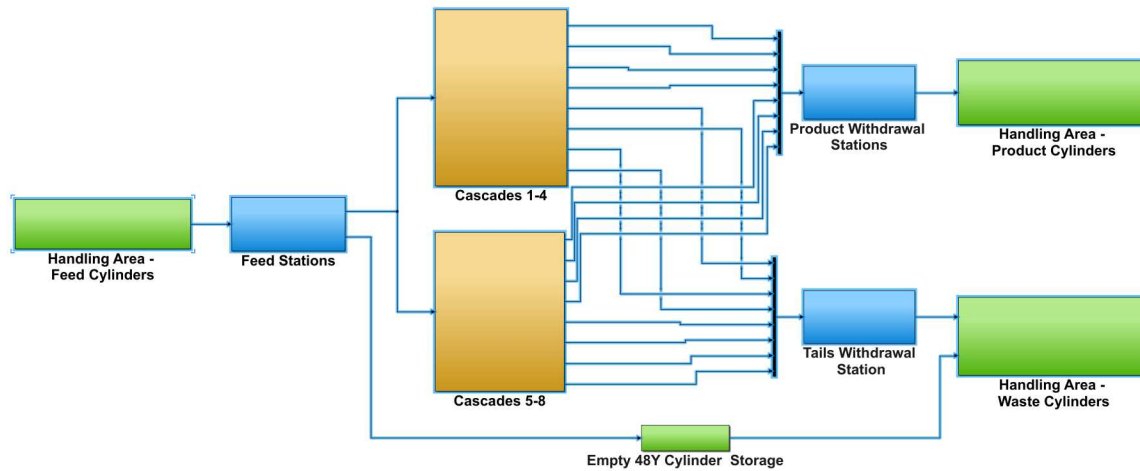 Cascades 1-4
Product Withdrawal
Stations
Handling Area -
Product Cylinders
Handling Area -
Feed Cylinders
Feed Stations
Cascades 5-8
Tails Withdrawal
Station
Handling Area -
Waste Cylinders
Empty 48Y Cylinder Storage